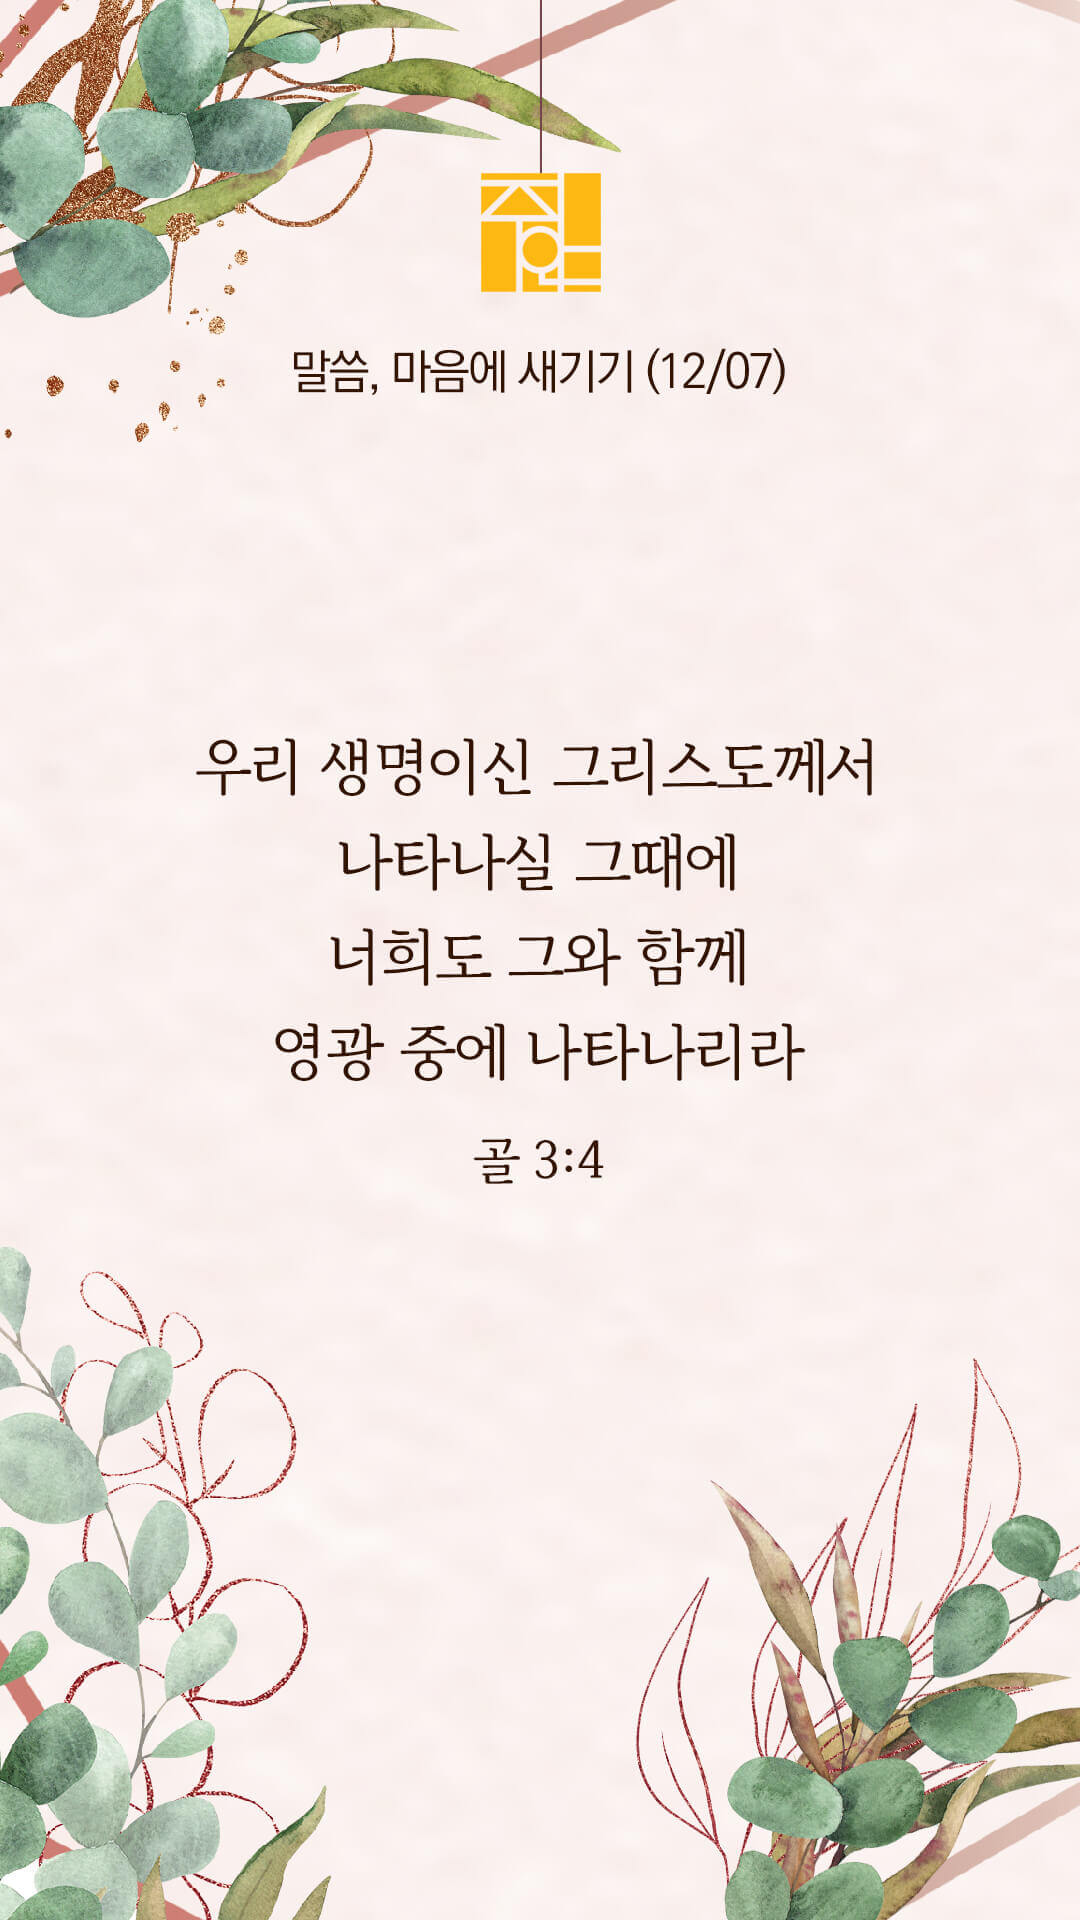 주인
말씀, 마음에 새기기 (12/07)
우리 생명이신 그리스도께서
나타나실 그때에
너희도 그와 함께
영광 중에 나타나리라
골 3:4